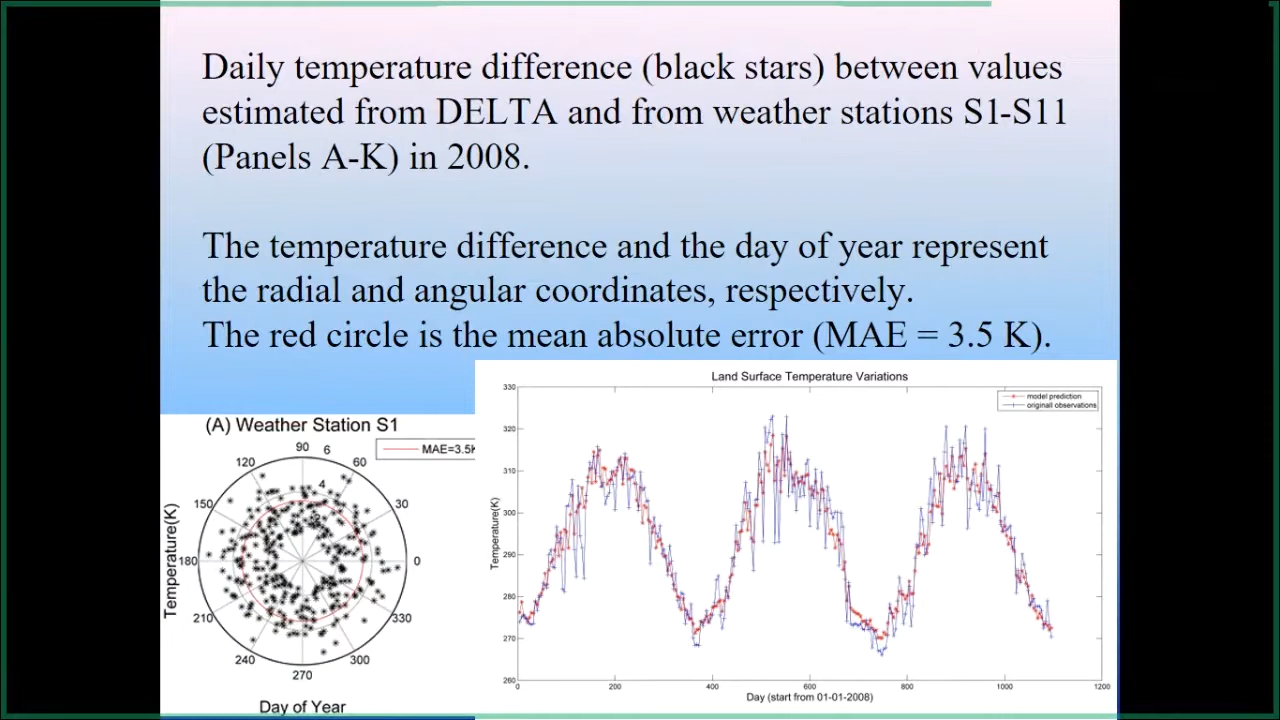 Daily temperature difference (black stars) between values
estimated from DELTA and from weather stations S1-S11
(Panels A-K) in 2008.
The temperature difference and the day of year represent
the radial and angular coordinates, respectively.
The red circle is the mean absolute error (MAE = 3.5 K).
(A) Weather Station S1
MAE=3.5K
90
6
120
60
4
150
30
180
0
210
330
240
300
270
Temperature(K)
Day of Year
Land Surface Temperature Variations
model prediction
originall observations
330
320
310
300
290
280
270
260
Temperature(K)
0 200 400 600 800 1000 1200
Day (start from 01-01-2008)